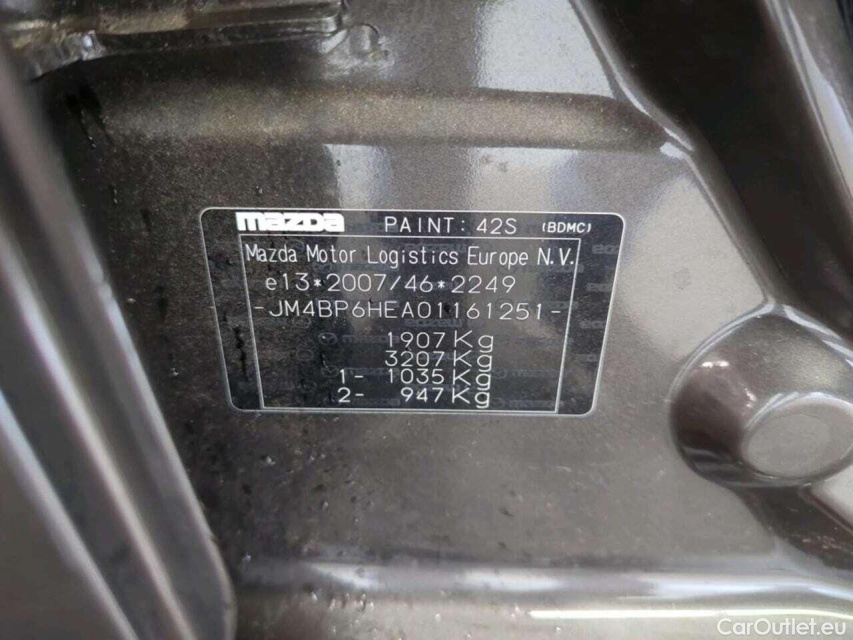 mazda PAINT: 42S (BDMC)
Mazda Motor Logistics Europe N.V.
e13*2007/46*2249
-JM4BP6HEA01161251-
1907Kg
3207Kg
1- 1035Kg
2- 947Kg
CarOutlet.eu